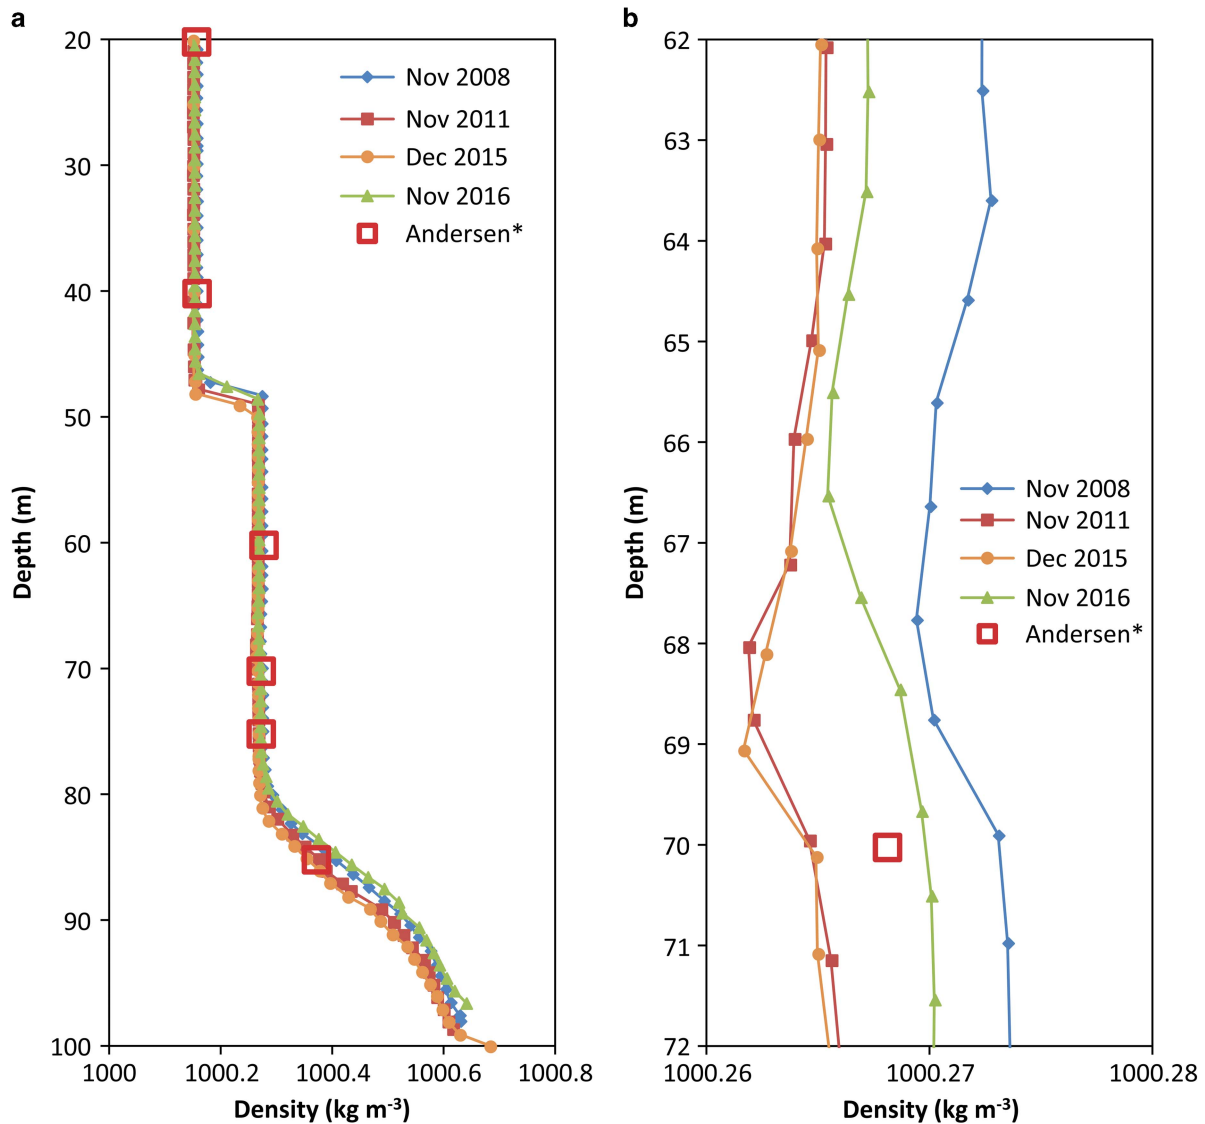 a
20
30
40
50
60
70
80
90
100
Depth (m)
1000
1000.2
1000.4
1000.6
1000.8
Density (kg m-3)
Nov 2008
Nov 2011
Dec 2015
Nov 2016
Andersen*
b
62
63
64
65
66
67
68
69
70
71
72
Depth (m)
1000.26
1000.27
1000.28
Density (kg m-3)
Nov 2008
Nov 2011
Dec 2015
Nov 2016
Andersen*